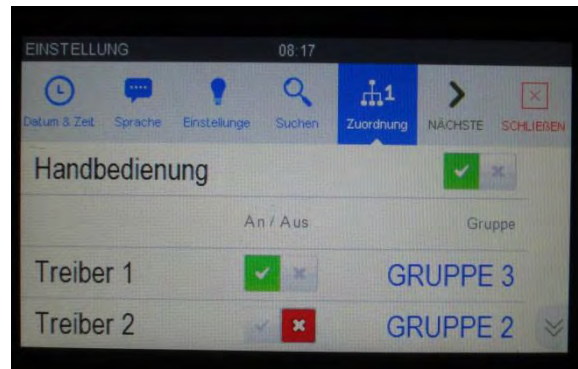 EINSTELLUNG 08:17
Datum & Zeit Sprache Einstellunge Suchen 1 Zuordnung NÄCHSTE SCHLIEßEN
Handbedienung
An / Aus Gruppe
Treiber 1 GRUPPE 3
Treiber 2 GRUPPE 2